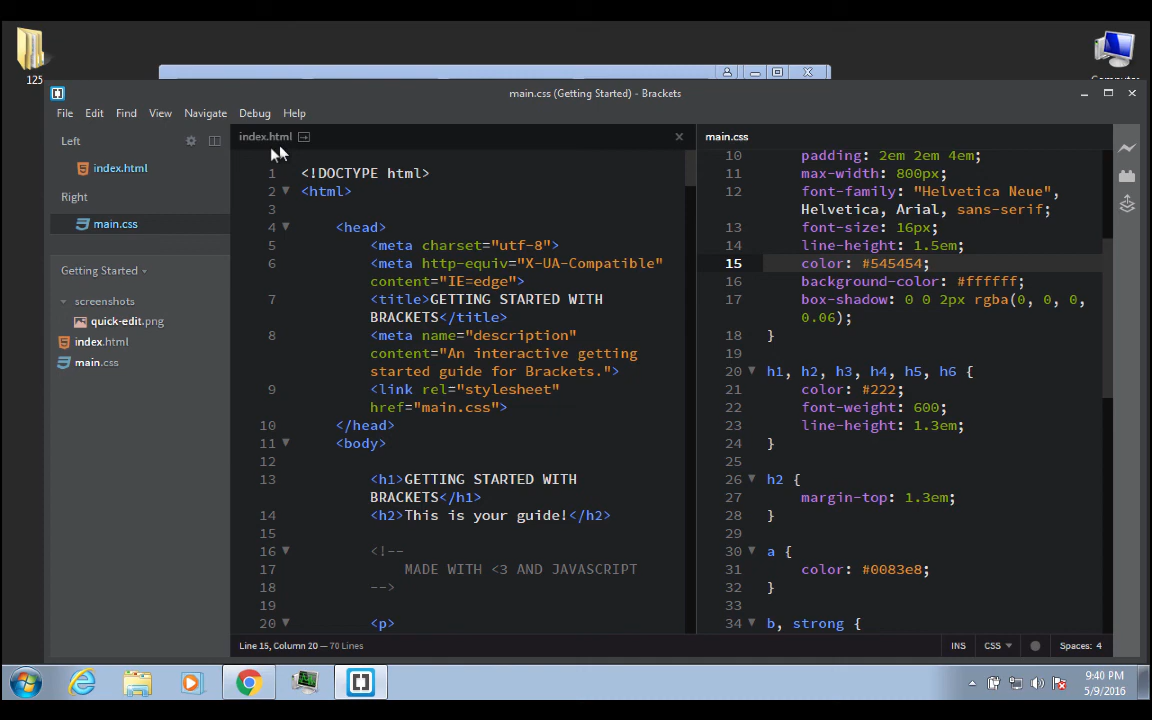 125
Computer
main.css (Getting Started) - Brackets
File Edit Find View Navigate Debug Help
Left
index.html
Right
main.css
Getting Started
screenshots
quick-edit.png
index.html
main.css
index.html
1 <!DOCTYPE html>
2 <html>
3
4 <head>
5 <meta charset="utf-8">
6 <meta http-equiv="X-UA-Compatible"
content="IE=edge">
7 <title>GETTING STARTED WITH
BRACKETS</title>
8 <meta name="description"
content="An interactive getting
started guide for Brackets.">
9 <link rel="stylesheet"
href="main.css">
10 </head>
11 <body>
12
13 <h1>GETTING STARTED WITH
BRACKETS</h1>
14 <h2>This is your guide!</h2>
15
16 <!--
17 MADE WITH <3 AND JAVASCRIPT
18 -->
19
20 <p>
main.css
10 padding: 2em 2em 4em;
11 max-width: 800px;
12 font-family: "Helvetica Neue",
Helvetica, Arial, sans-serif;
13 font-size: 16px;
14 line-height: 1.5em;
15 color: #545454;
16 background-color: #ffffff;
17 box-shadow: 0 0 2px rgba(0, 0, 0,
0.06);
18 }
19
20 h1, h2, h3, h4, h5, h6 {
21 color: #222;
22 font-weight: 600;
23 line-height: 1.3em;
24 }
25
26 h2 {
27 margin-top: 1.3em;
28 }
29
30 a {
31 color: #0083e8;
32 }
33
34 b, strong {
Line 15, Column 20 — 70 Lines
INS CSS Spaces: 4
9:40 PM
5/9/2016